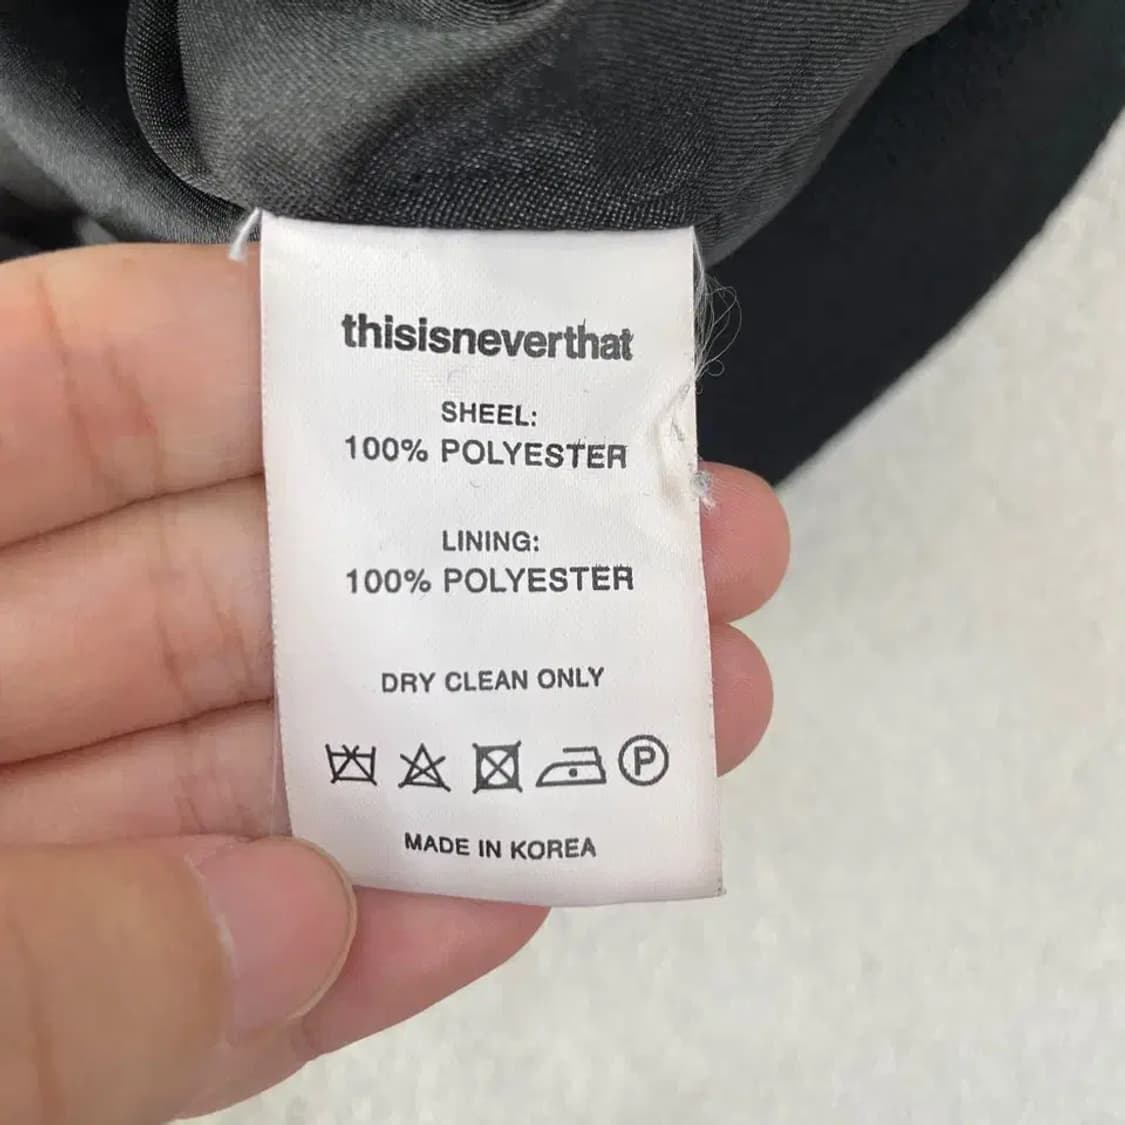 thisisneverthat
SHEEL:
100% POLYESTER
LINING:
100% POLYESTER
DRY CLEAN ONLY
P
MADE IN KOREA